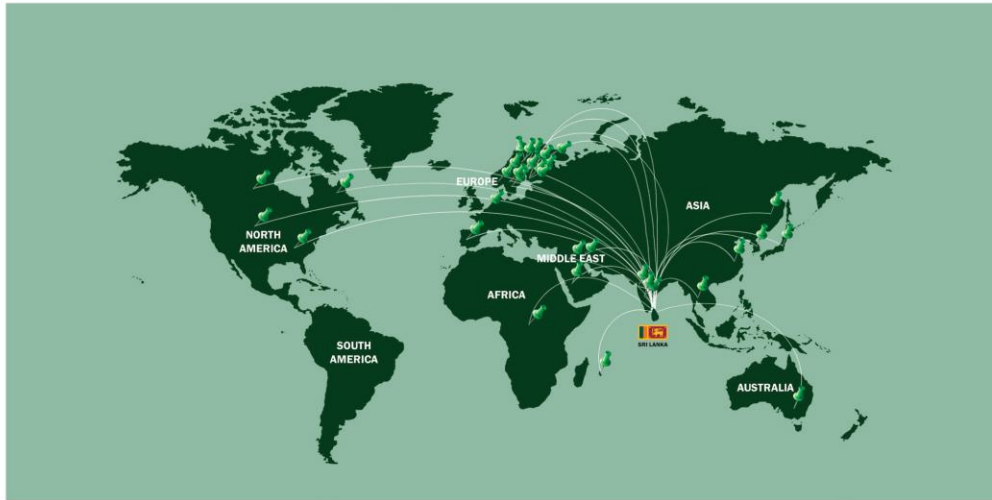 EUROPE
ASIA
NORTH
AMERICA
MIDDLE EAST
AFRICA
SRI LANKA
SOUTH
AMERICA
AUSTRALIA